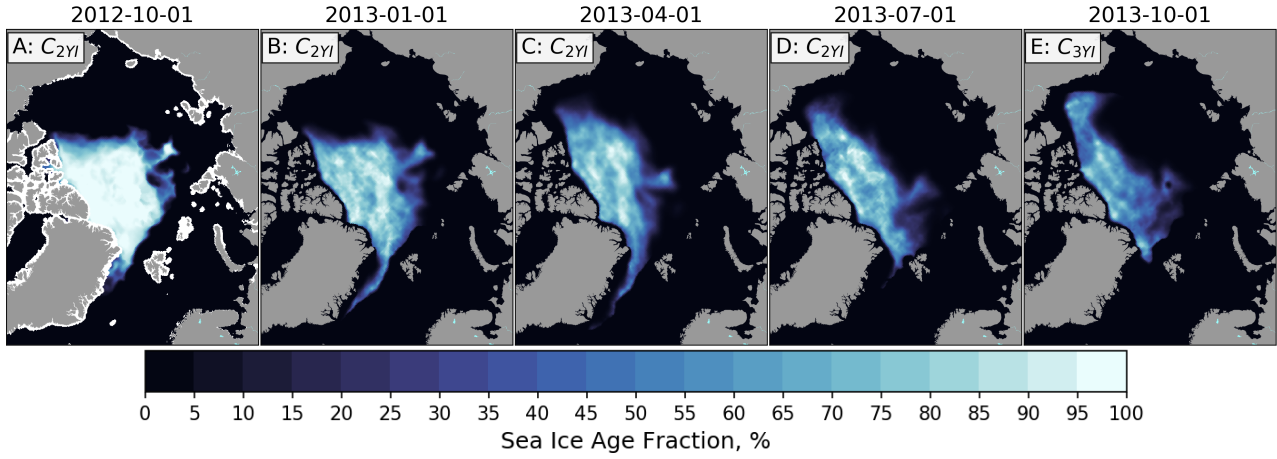 2012-10-01 2013-01-01 2013-04-01 2013-07-01 2013-10-01
A: C2YI B: C2YI C: C2YI D: C2YI E: C3YI
0 5 10 15 20 25 30 35 40 45 50 55 60 65 70 75 80 85 90 95 100
Sea Ice Age Fraction, %